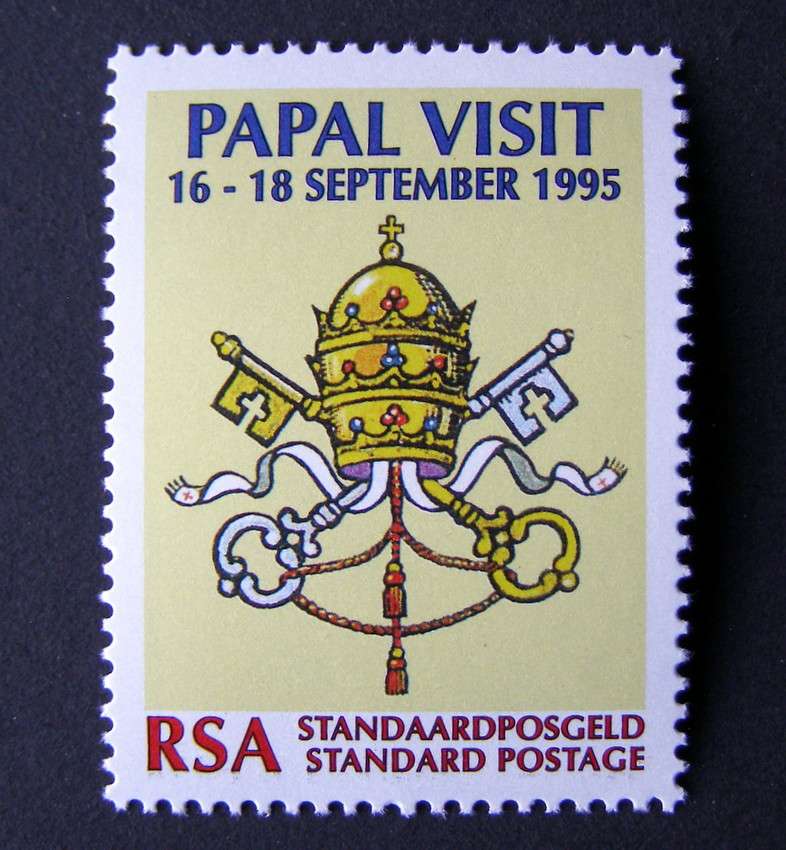 PAPAL VISIT
16 - 18 SEPTEMBER 1995
RSA STANDAARDPOSGELD
STANDARD POSTAGE